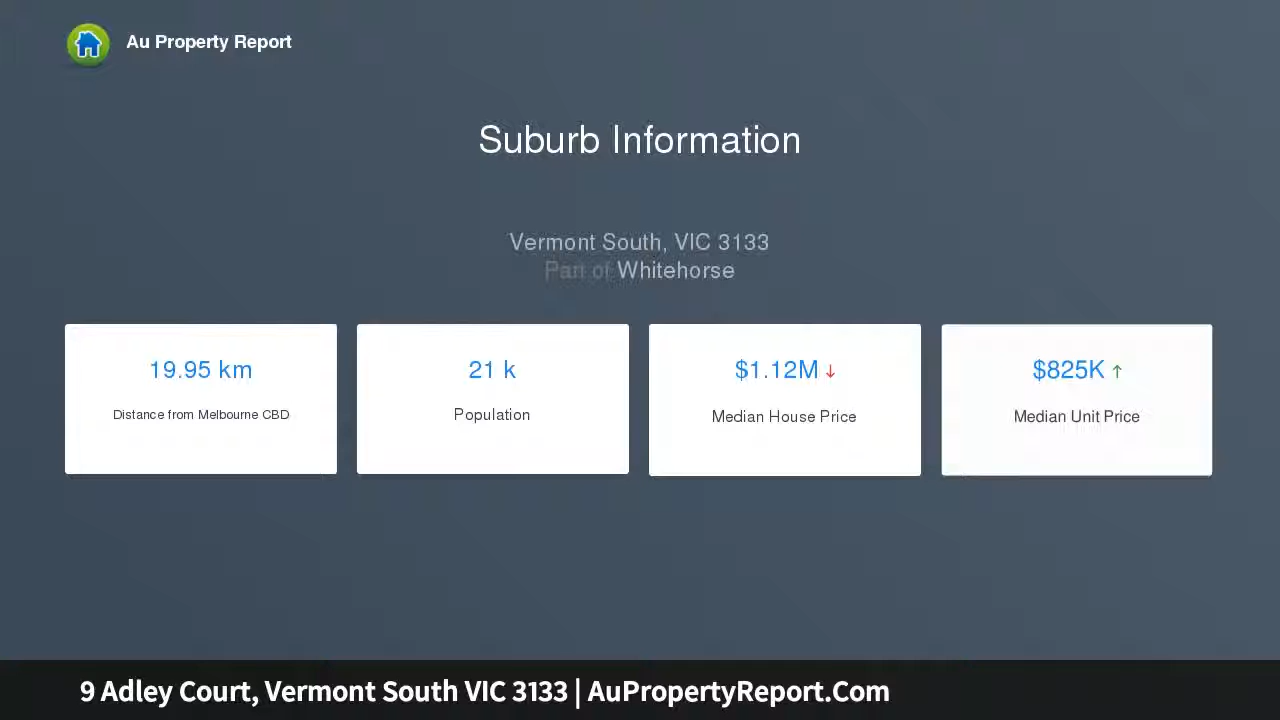 Au Property Report
Suburb Information
Vermont South, VIC 3133
Part of Whitehorse
19.95 km
Distance from Melbourne CBD
21 k
Population
$1.12M ↓
Median House Price
$825K ↑
Median Unit Price
9 Adley Court, Vermont South VIC 3133 | AuPropertyReport.Com